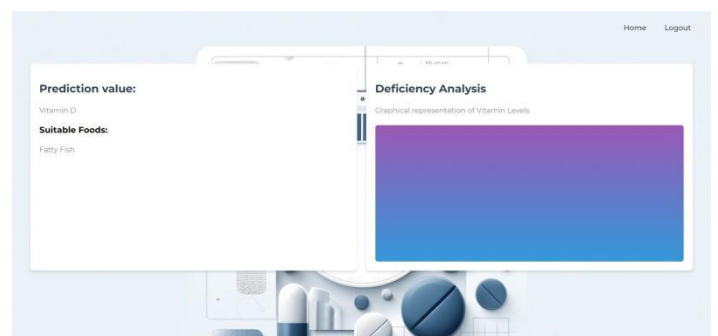 Home Logout
Prediction value:
Vitamin D
Suitable Foods:
Fatty Fish
Deficiency Analysis
Graphical representation of Vitamin Levels